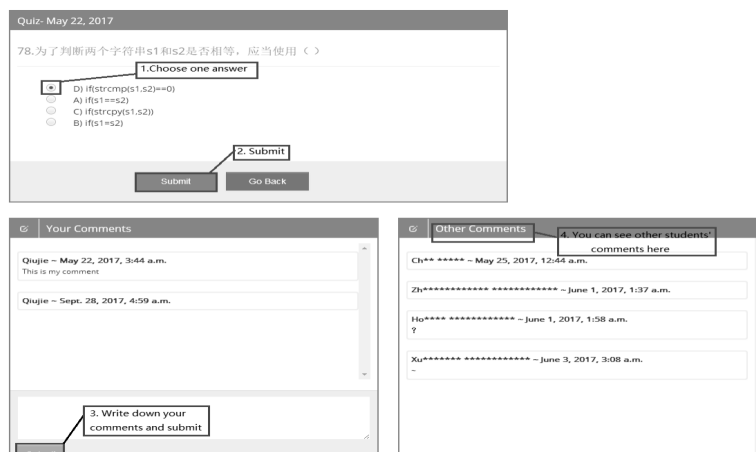 Quiz- May 22, 2017
78.为了判断两个字符串s1和s2是否相等，应当使用（ ）
1.Choose one answer
D) if(strcmp(s1,s2)==0)
A) if(s1==s2)
C) if(strcpy(s1,s2))
B) if(s1=s2)
2. Submit
Submit
Go Back
Your Comments
Qiujie ~ May 22, 2017, 3:44 a.m.
This is my comment
Qiujie ~ Sept. 28, 2017, 4:59 a.m.
3. Write down your
comments and submit
Other Comments
4. You can see other students'
comments here
Ch** ***** ~ May 25, 2017, 12:44 a.m.
Zh************ ************ ~ June 1, 2017, 1:37 a.m.
Ho**** ************ ~ June 1, 2017, 1:58 a.m.
?
Xu******* ************ ~ June 3, 2017, 3:08 a.m.
~